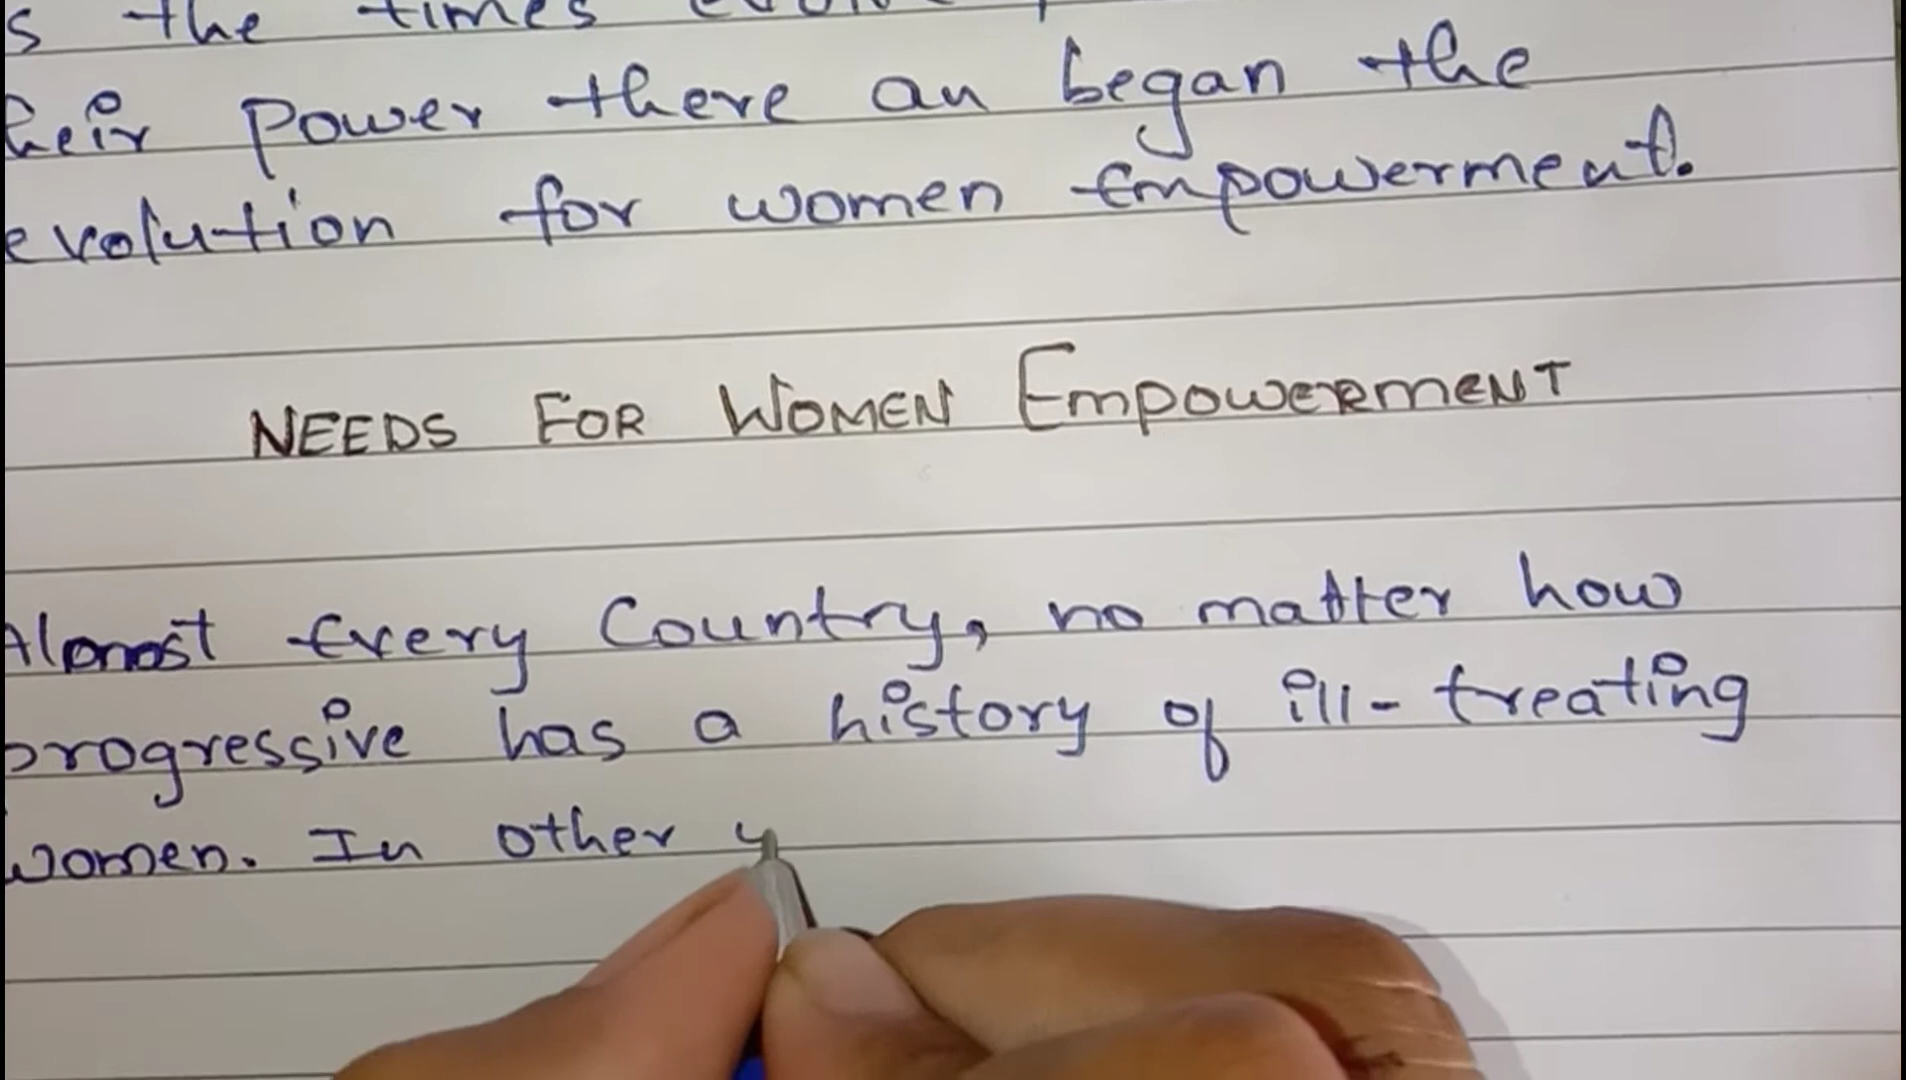 s the times
heir power there an began the
evolution for women Empowerment.
NEEDS FOR WOMEN EMPOWERMENT
Almost Every Country, no matter how
progressive has a history of ill-treating
women. In other